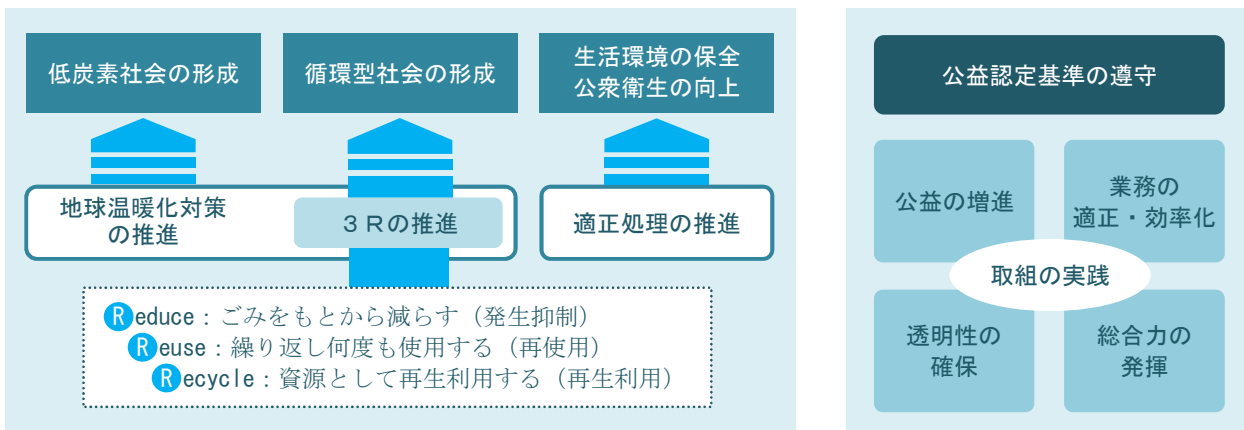 低炭素社会の形成
循環型社会の形成
生活環境の保全
公衆衛生の向上
地球温暖化対策
の推進
３Ｒの推進
適正処理の推進
Reduce：ごみをもとから減らす（発生抑制）
Reuse：繰り返し何度も使用する（再使用）
Recycle：資源として再生利用する（再生利用）
公益認定基準の遵守
公益の増進
業務の
適正・効率化
取組の実践
透明性の
確保
総合力の
発揮